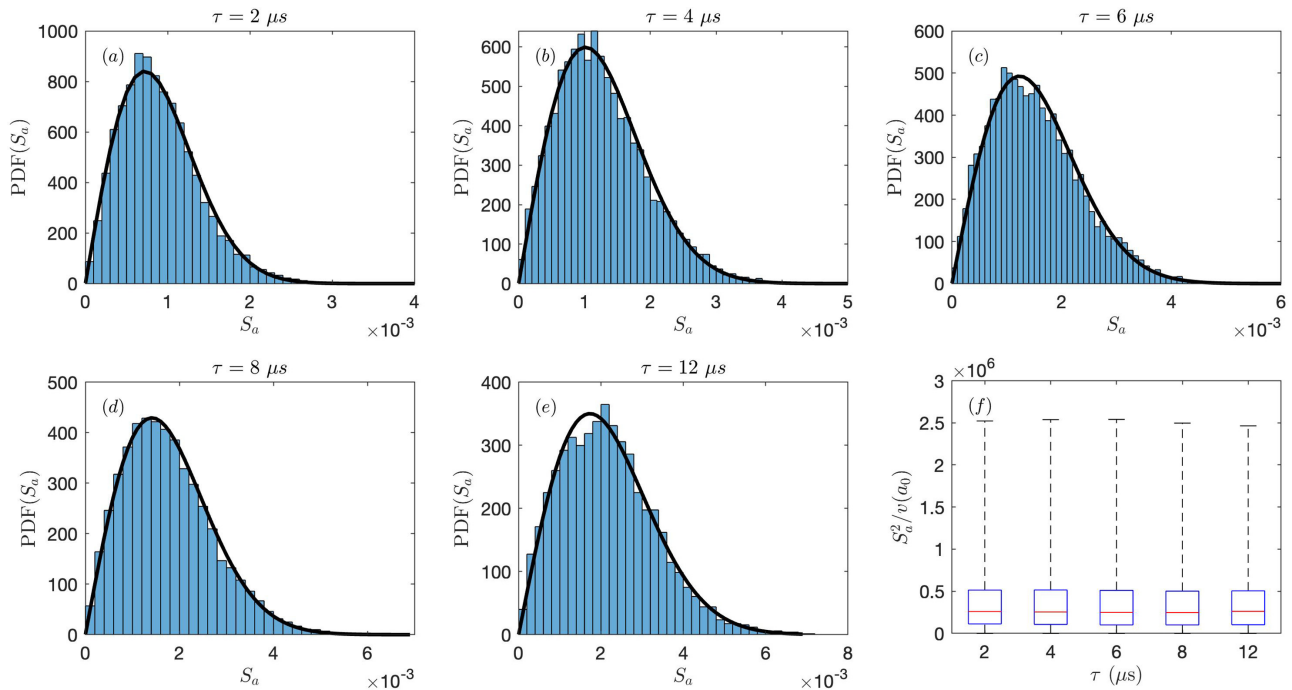 τ = 2 μs
(a)
PDF(S_a)
1000
800
600
400
200
0
0 1 2 3 4
S_a
×10⁻³
τ = 4 μs
(b)
PDF(S_a)
600
500
400
300
200
100
0
0 1 2 3 4 5
S_a
×10⁻³
τ = 6 μs
(c)
PDF(S_a)
600
500
400
300
200
100
0
0 2 4 6
S_a
×10⁻³
τ = 8 μs
(d)
PDF(S_a)
500
400
300
200
100
0
0 2 4 6
S_a
×10⁻³
τ = 12 μs
(e)
PDF(S_a)
400
300
200
100
0
0 2 4 6 8
S_a
×10⁻³
×10⁶
(f)
S_a²/v(a₀)
3
2.5
2
1.5
1
0.5
0
2 4 6 8 12
τ (μs)